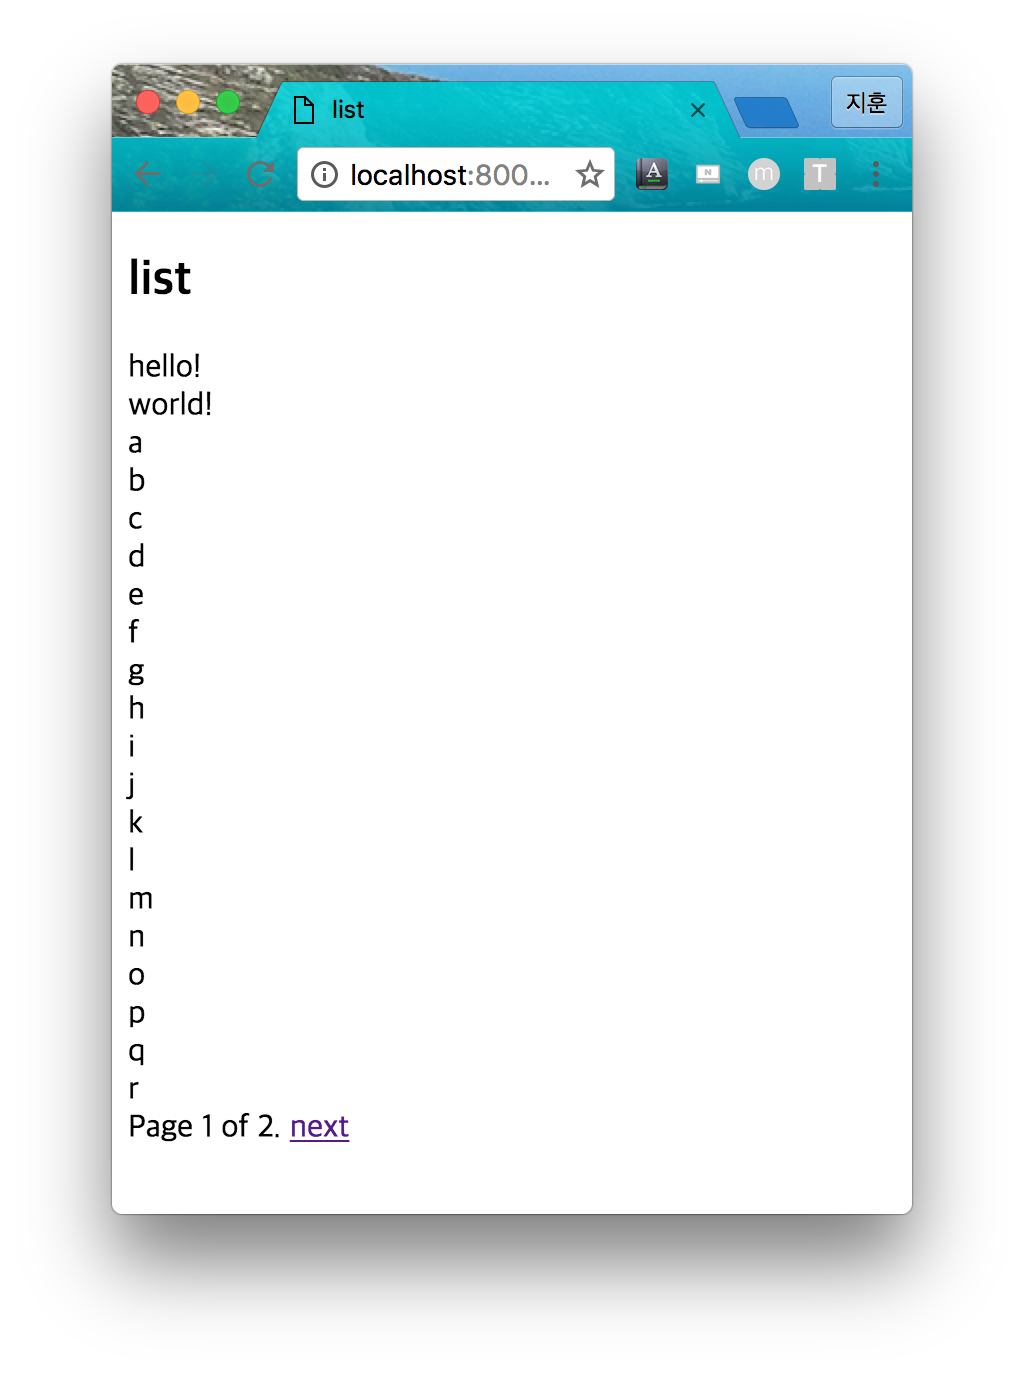 list
지훈
localhost:800...
A
N
m
T
list
hello!
world!
a
b
c
d
e
f
g
h
i
j
k
l
m
n
o
p
q
r
Page 1 of 2. next